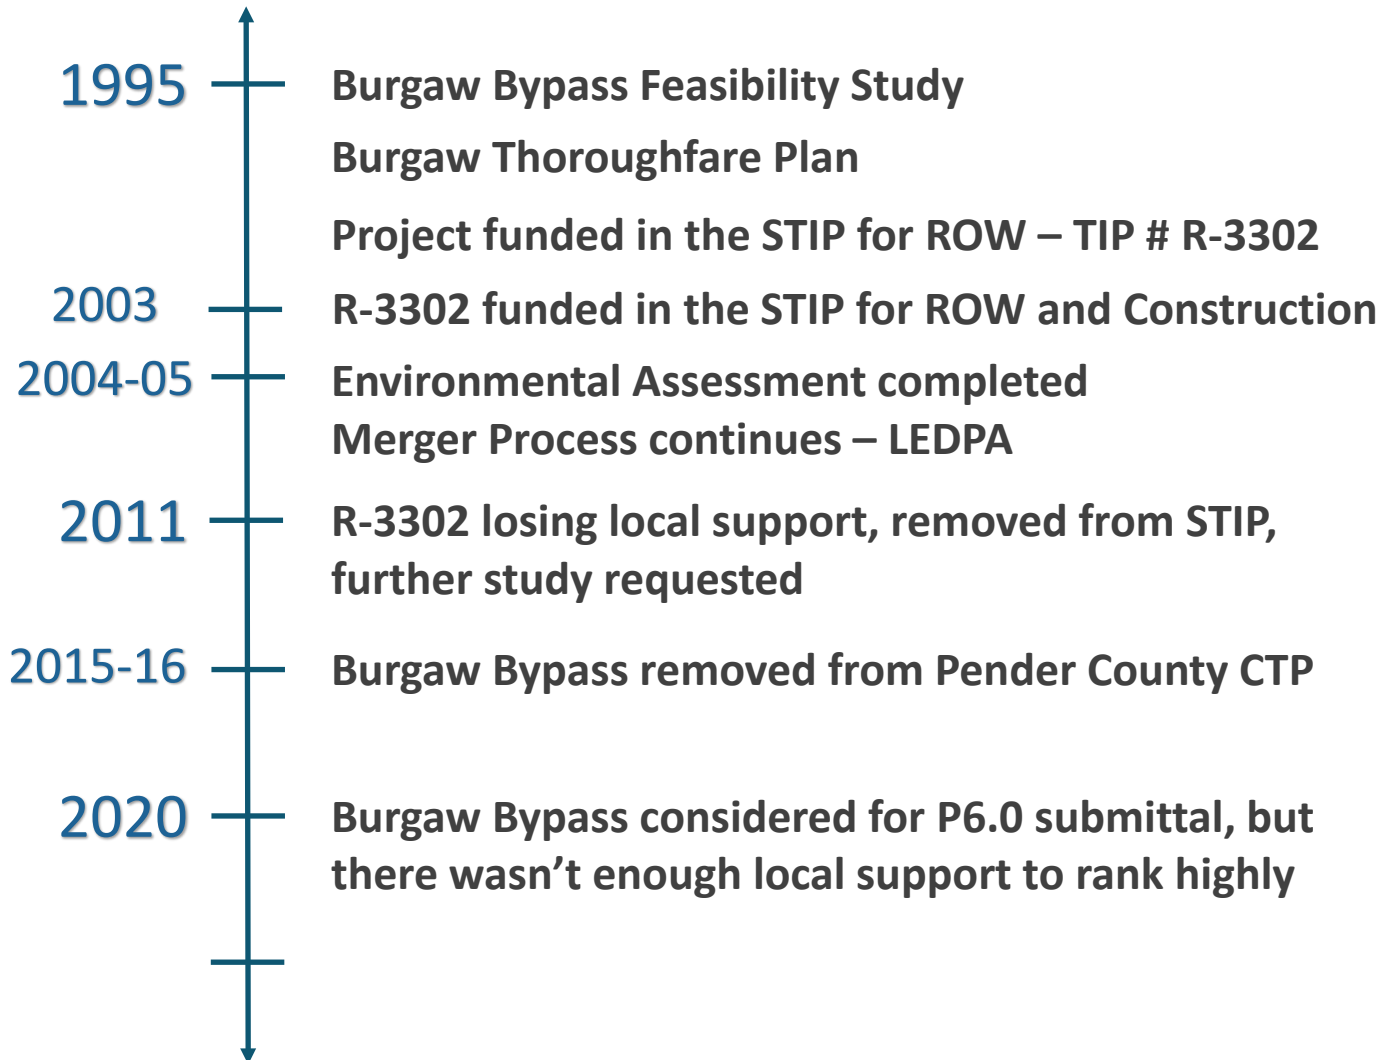 1995
Burgaw Bypass Feasibility Study
Burgaw Thoroughfare Plan
Project funded in the STIP for ROW – TIP # R-3302
2003
R-3302 funded in the STIP for ROW and Construction
2004-05
Environmental Assessment completed
Merger Process continues – LEDPA
2011
R-3302 losing local support, removed from STIP,
further study requested
2015-16
Burgaw Bypass removed from Pender County CTP
2020
Burgaw Bypass considered for P6.0 submittal, but
there wasn’t enough local support to rank highly